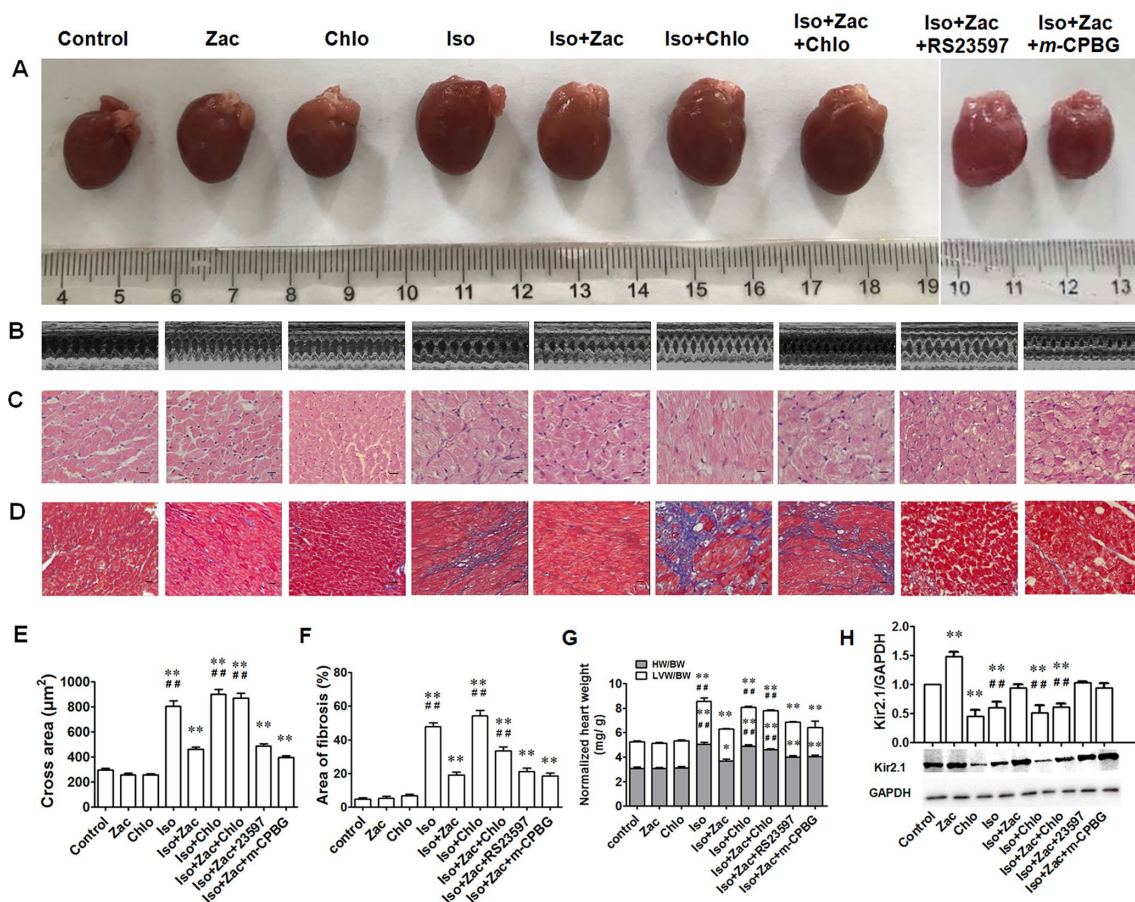 Control Zac Chlo Iso Iso+Zac Iso+Chlo Iso+Zac +Chlo Iso+Zac +RS23597 Iso+Zac +m-CPBG
A
4 5 6 7 8 9 10 11 12 13 14 15 16 17 18 19 10 11 12 13
B
C
D
E
Cross area (µm²)
1000
800
600
400
200
0
** ## ** ** ## ** ## ** **
Control Zac Chlo Iso Iso+Zac Iso+Chlo Iso+Zac+Chlo Iso+Zac+23597 Iso+Zac+m-CPBG
F
Area of fibrosis (%)
80
60
40
20
0
** ## ** ** ## ** ## ** **
Control Zac Chlo Iso Iso+Zac Iso+Chlo Iso+Zac+Chlo Iso+Zac+RS23597 Iso+Zac+m-CPBG
G
Normalized heart weight
(mg/ g)
10
8
6
4
2
0
HW/BW
LVW/BW
** ## ** ** ## ** ## ** **
** ## * ** ## ** ## ** **
Control Zac Chlo Iso Iso+Zac Iso+Chlo Iso+Zac+Chlo Iso+Zac+RS23597 Iso+Zac+m-CPBG
H
Kir2.1/GAPDH
2.0
1.5
1.0
0.5
0.0
** ** ** ## ** ## ** ##
Kir2.1
GAPDH
Control Zac Chlo Iso Iso+Zac Iso+Chlo Iso+Zac+Chlo Iso+Zac+23597 Iso+Zac+m-CPBG